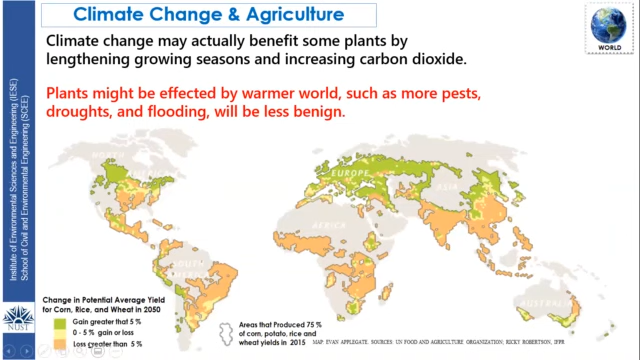 Climate Change & Agriculture
Climate change may actually benefit some plants by
lengthening growing seasons and increasing carbon dioxide.
Plants might be effected by warmer world, such as more pests,
droughts, and flooding, will be less benign.
WORLD
Institute of Environmental Sciences and Engineering (IESE)
School of Civil and Environmental Engineering (SCEE)
NUST
NORTH
AMERICA
EUROPE
ASIA
AFRICA
SOUTH
AMERICA
AUSTRALIA
Change in Potential Average Yield
for Corn, Rice, and Wheat in 2050
Gain greater that 5 %
0 - 5 % gain or loss
Loss greater than 5 %
Areas that Produced 75 %
of corn, potato, rice and
wheat yields in 2015
MAP: EVAN APPLEGATE. SOURCES: UN FOOD AND AGRICULTURE ORGANIZATION; RICKY ROBERTSON, IFPR